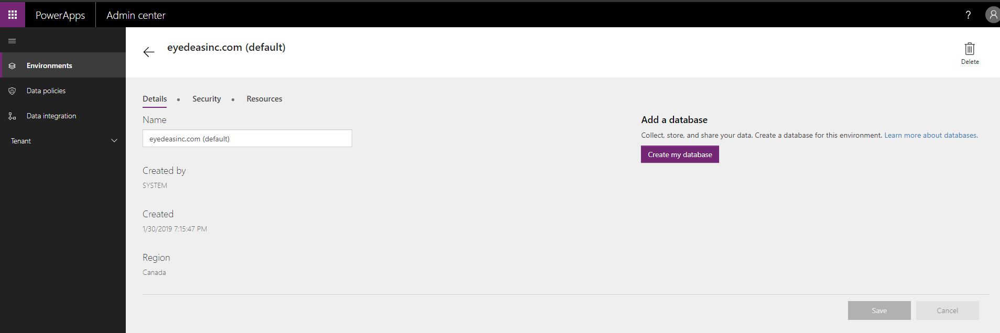 PowerApps
Admin center
?
eyedeasinc.com (default)
Delete
Environments
Data policies
Data integration
Tenant
Details • Security • Resources
Name
eyedeasinc.com (default)
Created by
SYSTEM
Created
1/30/2019 7:15:47 PM
Region
Canada
Add a database
Collect, store, and share your data. Create a database for this environment. Learn more about databases.
Create my database
Save
Cancel